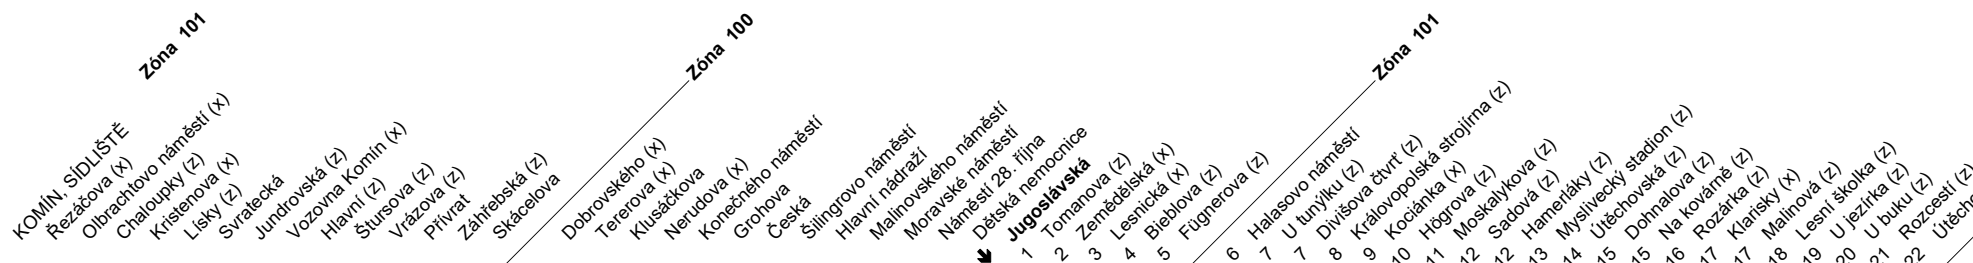 Zóna 101
KOMÍN, SÍDLIŠTĚ
Řezáčova (x)
Olbrachtovo náměstí (x)
Chaloupky (z)
Kristenova (x)
Lísky (z)
Svratecká
Jundrovská (z)
Vozovna Komín (x)
Hlavní (z)
Štursova (z)
Vrázova (z)
Přívrat
Záhřebská (z)
Skácelova
Zóna 100
Dobrovského (x)
Tererova (x)
Klusáčkova
Nerudova (x)
Konečného náměstí
Grohova
Česká
Šilingrovo náměstí
Hlavní nádraží
Malinovského náměstí
Moravské náměstí
Náměstí 28. října
Dětská nemocnice
Jugoslávská
1 Tomanova (z)
2 Zemědělská (x)
3 Lesnická (x)
4 Bieblova (z)
5 Fügnerova (z)
Zóna 101
6 Halasovo náměstí
7 U tunýlku (z)
7 Divišova čtvrť (z)
8 Královopolská strojírna (z)
9 Kociánka (x)
10 Högrova (z)
11 Moskalykova (z)
12 Sadová (z)
12 Hamerláky (z)
13 Myslivecký stadion (z)
14 Útěchovská (z)
15 Dohnalova (z)
15 Na kovárně (z)
16 Rozárka (z)
17 Klarisky (x)
17 Malinová (z)
18 Lesní školka (z)
19 U jezírka (z)
20 U buku (z)
21 Rozcestí (z)
22